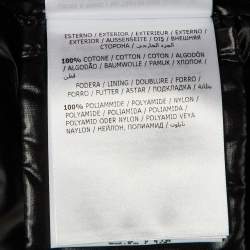 ESTERNO / EXTERIOR / EXTERIEUR / EXTERIOR
/ EXTERIOR / AUSSENSEITE / DIŞ / ВНЕШНЯЯ
СТОРОНА / الجزء الخارجي
100% COTONE / COTTON / COTON / ALGODÓN
/ ALGODÃO / BAUMWOLLE / PAMUK / ХЛОПОК /
قطن
FODERA / LINING / DOUBLURE / FORRO /
FORRO / FUTTER / ASTAR / ПОДКЛАДКА / بطانة
100% POLIAMMIDE / POLYAMIDE / NYLON /
POLYAMIDE / POLIAMIDA / POLIAMIDA /
POLYAMID ODER NYLON / POLYAMID VEYA
NAYLON / НЕЙЛОН, ПОЛИАМИД / نايلون